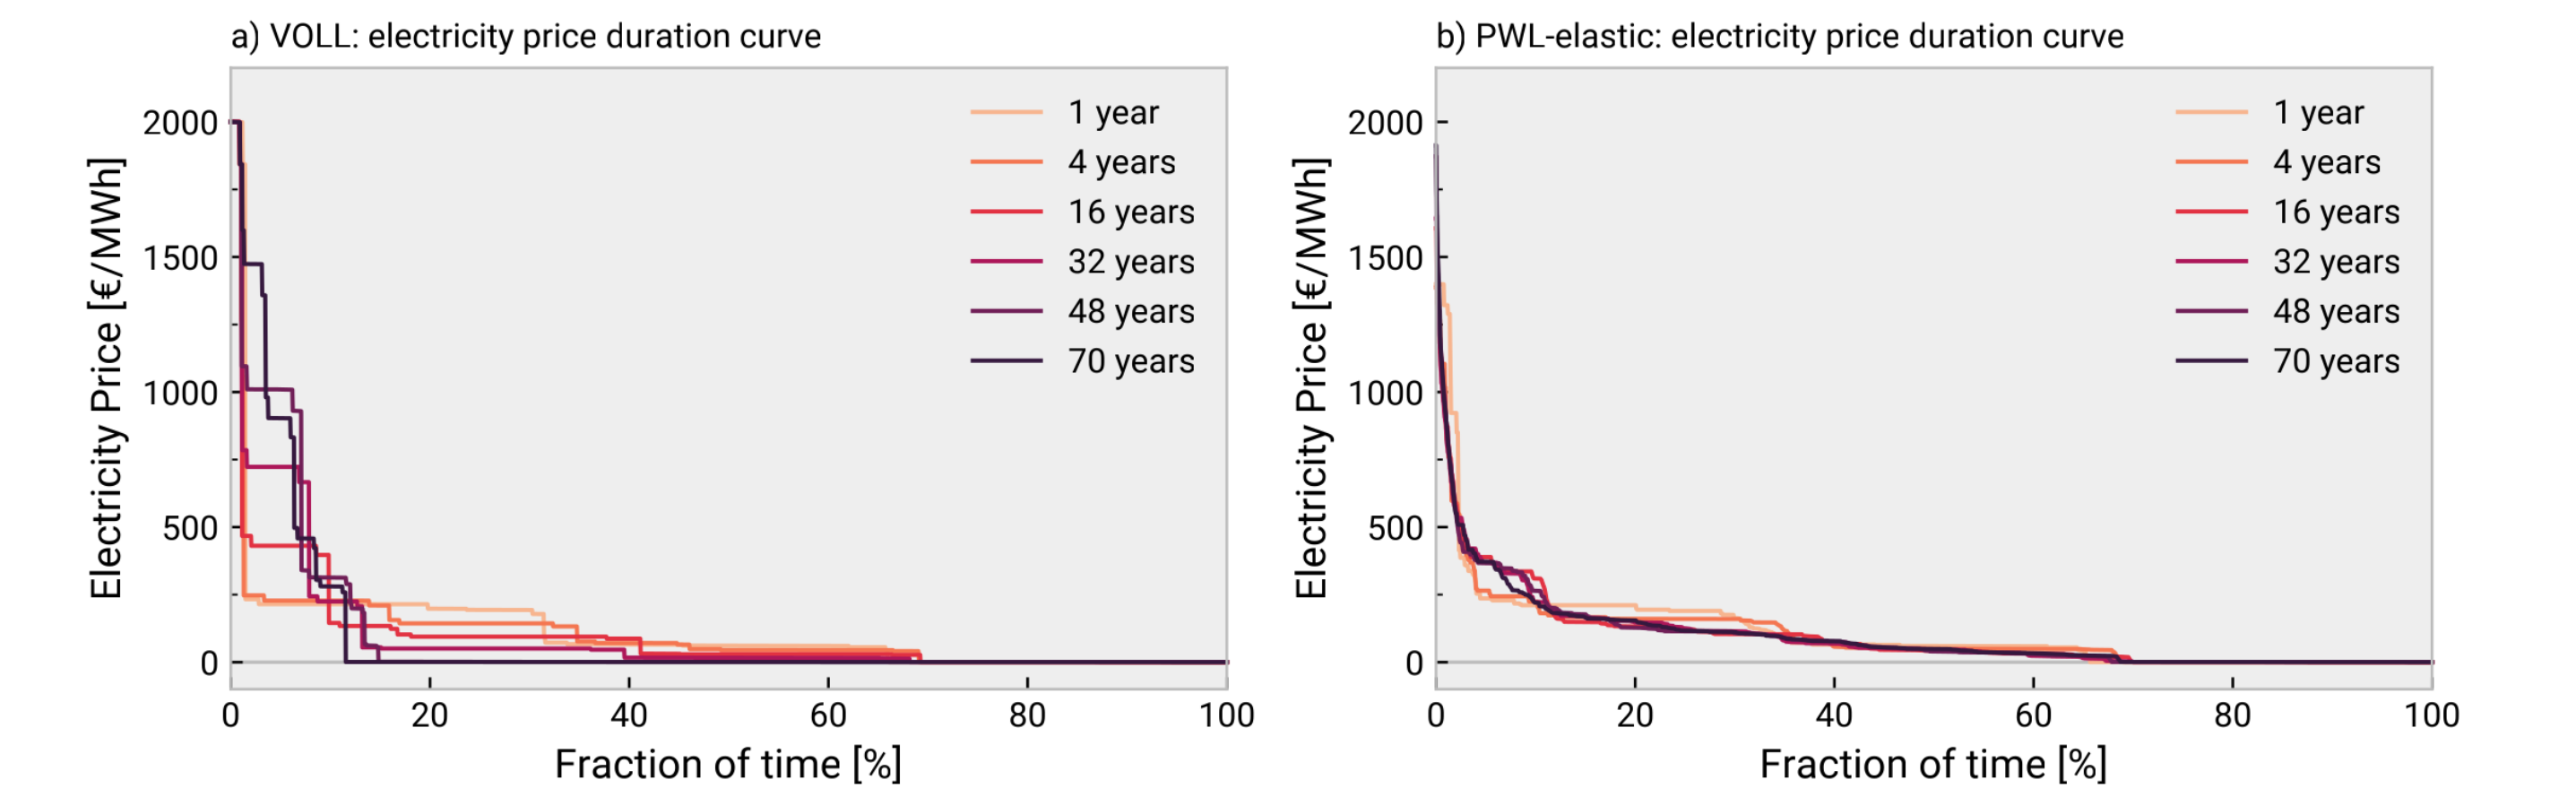 a) VOLL: electricity price duration curve
Electricity Price [€/MWh]
2000
1500
1000
500
0
0 20 40 60 80 100
Fraction of time [%]
1 year
4 years
16 years
32 years
48 years
70 years
b) PWL-elastic: electricity price duration curve
Electricity Price [€/MWh]
2000
1500
1000
500
0
0 20 40 60 80 100
Fraction of time [%]
1 year
4 years
16 years
32 years
48 years
70 years